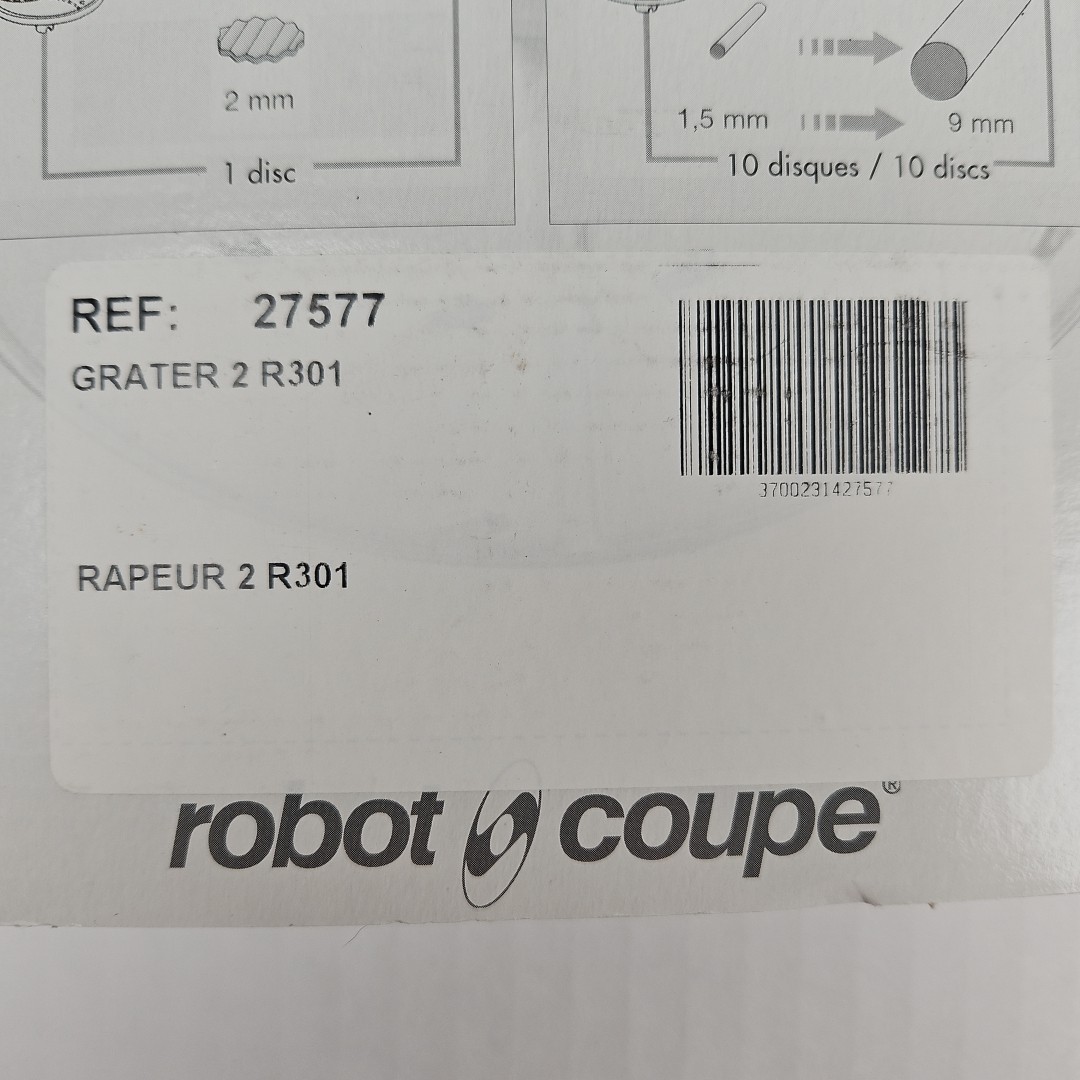 2 mm
1 disc
1,5 mm
9 mm
10 disques / 10 discs
REF: 27577
GRATER 2 R301
3700231427577
RAPEUR 2 R301
robot coupe®